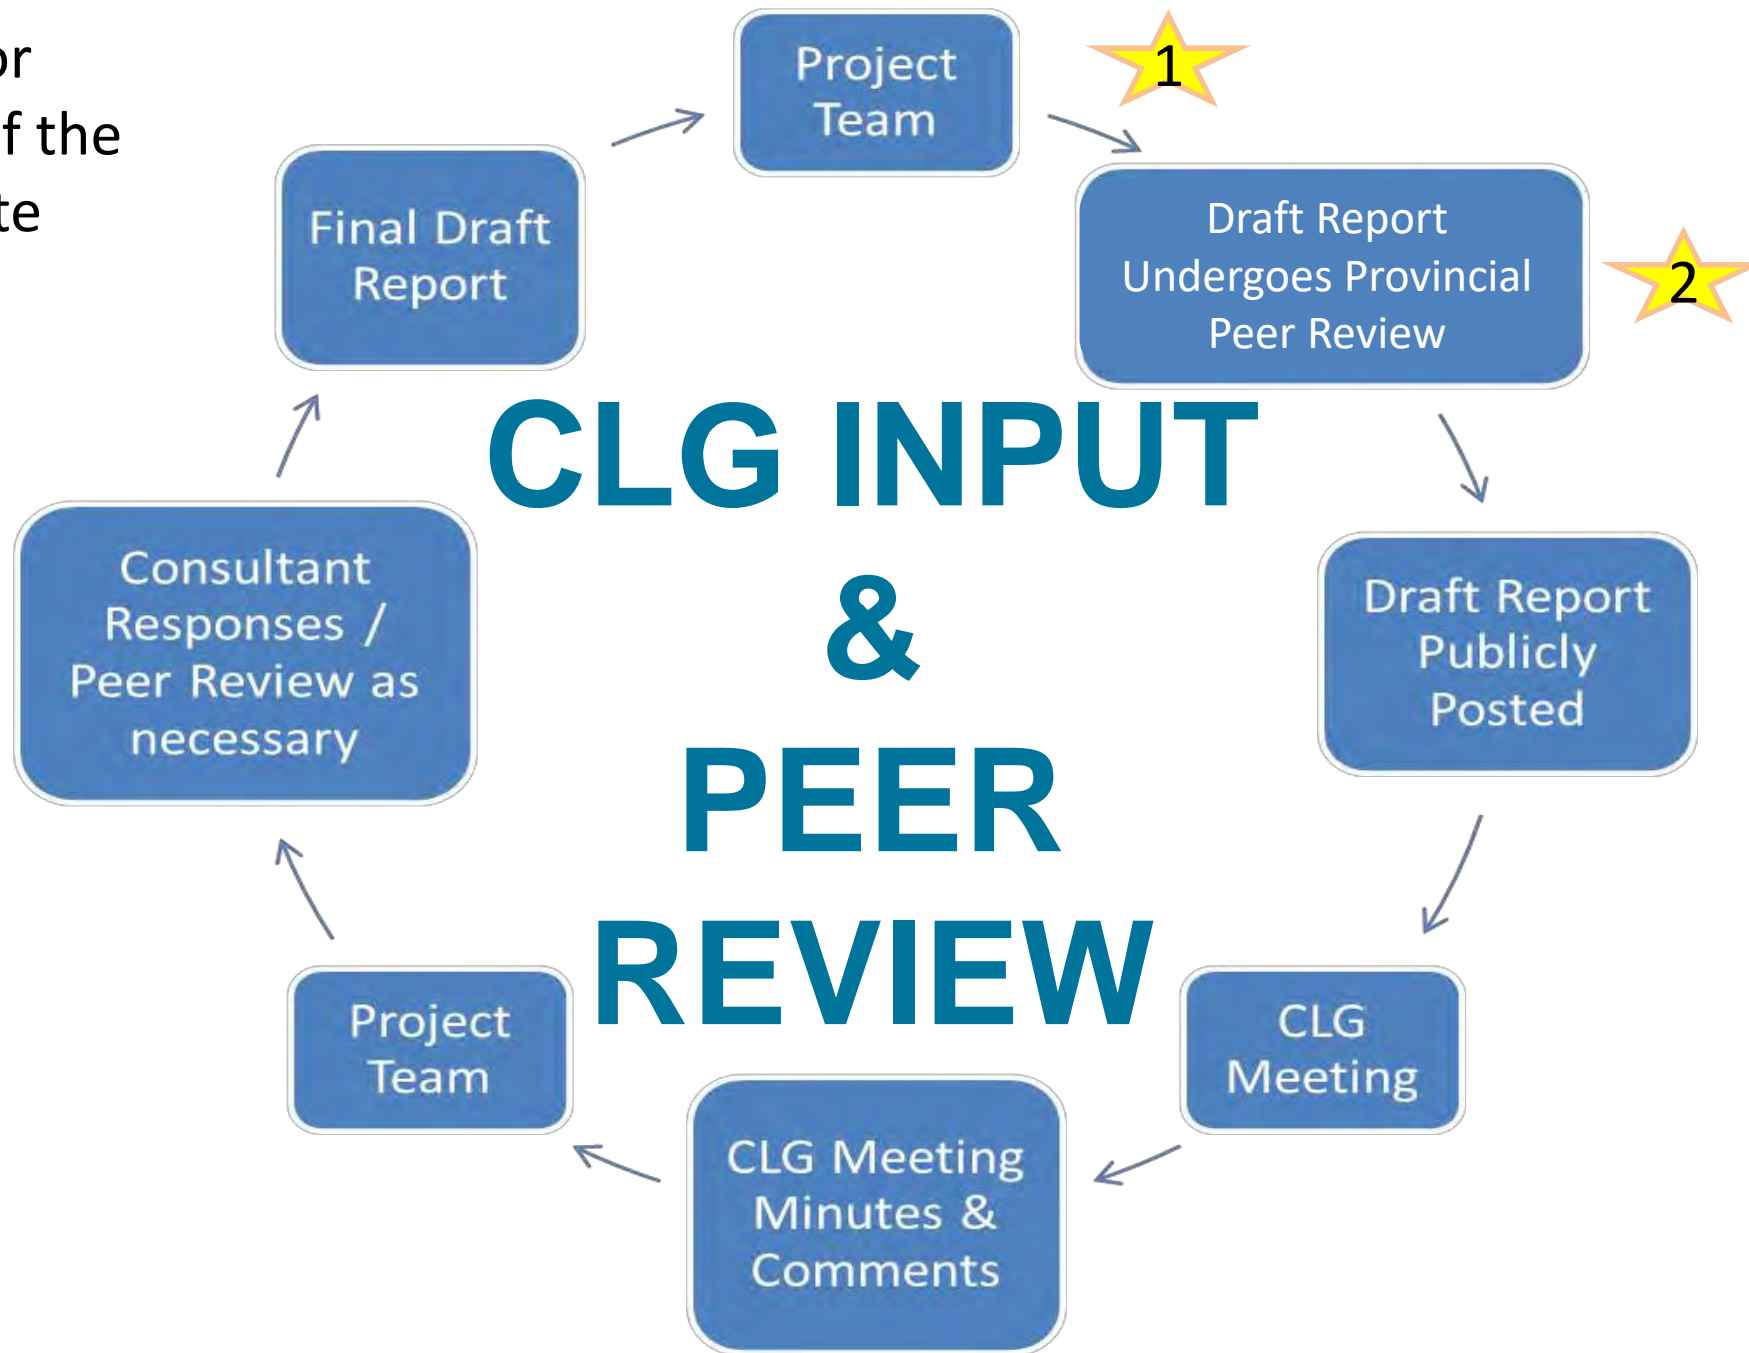 or
f the
te
Project
Team
1
Draft Report
Undergoes Provincial
Peer Review
2
Draft Report
Publicly
Posted
CLG
Meeting
CLG Meeting
Minutes &
Comments
Project
Team
Consultant
Responses /
Peer Review as
necessary
Final Draft
Report
CLG INPUT
&
PEER
REVIEW